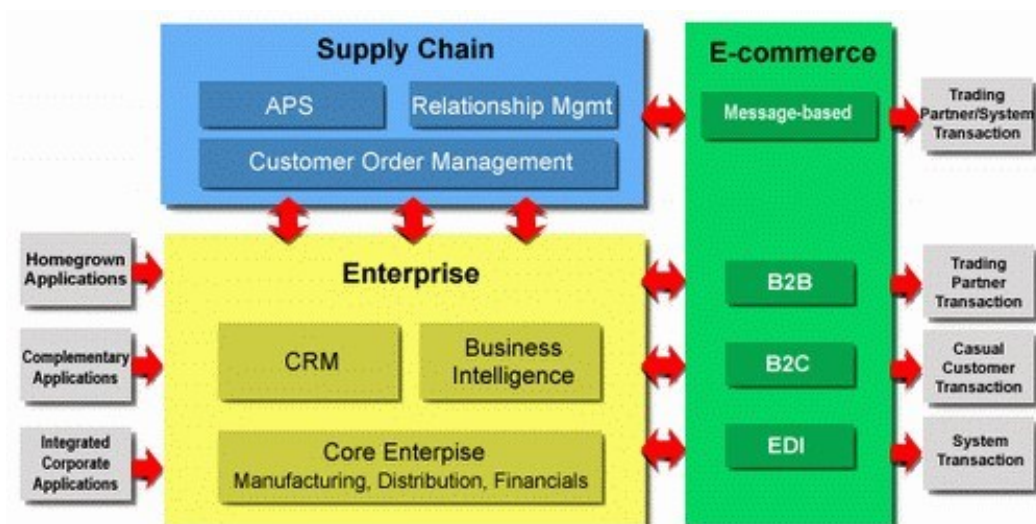 Supply Chain
APS
Relationship Mgmt
Customer Order Management
E-commerce
Message-based
Trading
Partner/System
Transaction
Homegrown
Applications
Enterprise
B2B
Trading
Partner
Transaction
Complementary
Applications
CRM
Business
Intelligence
B2C
Casual
Customer
Transaction
Integrated
Corporate
Applications
Core Enterpise
Manufacturing, Distribution, Financials
EDI
System
Transaction